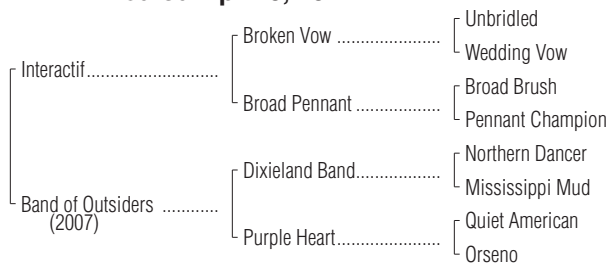 Unbridled
Broken Vow
Wedding Vow
Interactif
Broad Brush
Broad Pennant
Pennant Champion
Northern Dancer
Dixieland Band
Mississippi Mud
Band of Outsiders
(2007)
Quiet American
Purple Heart
Orseno